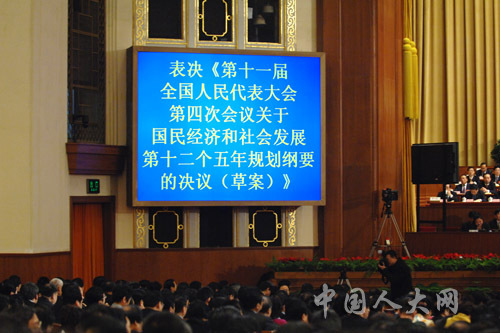 表决《第十一届
全国人民代表大会
第四次会议关于
国民经济和社会发展
第十二个五年规划纲要
的决议（草案）》
中国人大网